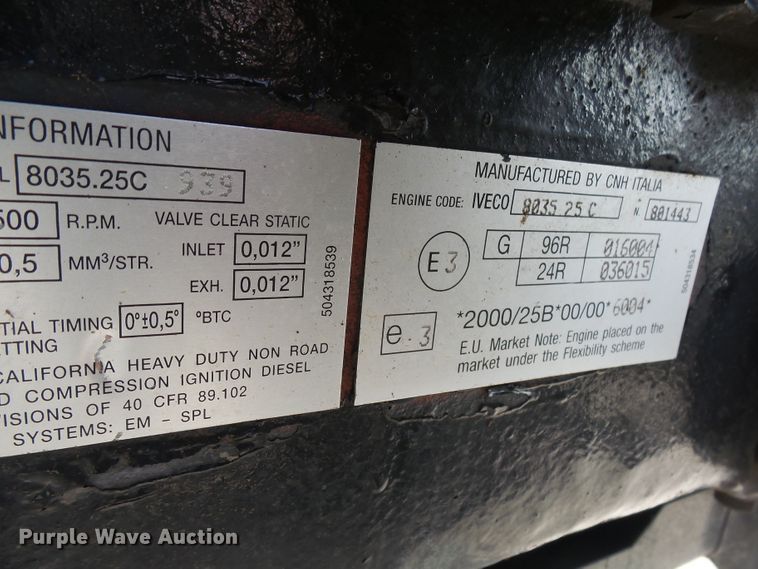 NFORMATION
L 8035.25C
500 R.P.M. VALVE CLEAR STATIC
0,5 MM³/STR. INLET 0,012”
EXH. 0,012”
TIAL TIMING 0°±0,5° °BTC
ETTING
CALIFORNIA HEAVY DUTY NON ROAD
D COMPRESSION IGNITION DIESEL
VISIONS OF 40 CFR 89.102
SYSTEMS: EM - SPL
504318539
MANUFACTURED BY CNH ITALIA
ENGINE CODE: IVECO 8035 25 C N 801443
E3 G 96R 016004
24R 036015
e.3 *2000/25B*00/00*6004*
E.U. Market Note: Engine placed on the
market under the Flexibility scheme
504318534
Purple Wave Auction